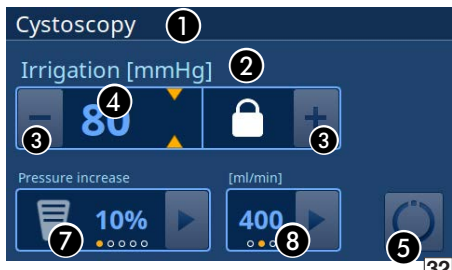 Cystoscopy 1
Irrigation [mmHg] 2
− 80 4 +
3 3
Pressure increase [ml/min]
10% 400
7 8 5
32